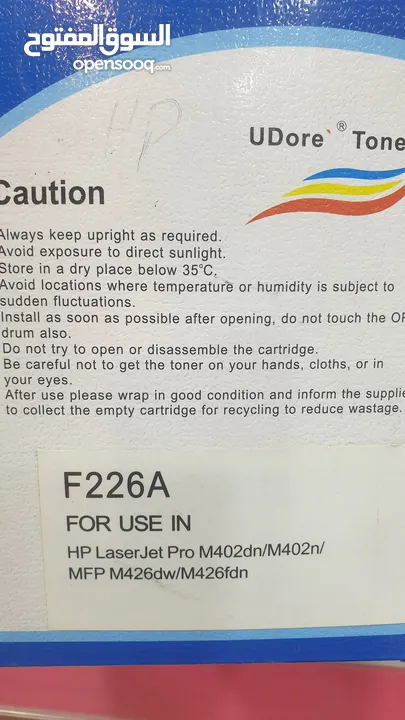 السوق المفتوح
opensooq.com
HP
UDore` ® Tone
Caution
Always keep upright as required.
Avoid exposure to direct sunlight.
Store in a dry place below 35°C.
Avoid locations where temperature or humidity is subject to
sudden fluctuations.
Install as soon as possible after opening, do not touch the OP
drum also.
Do not try to open or disassemble the cartridge.
Be careful not to get the toner on your hands, cloths, or in
your eyes.
After use please wrap in good condition and inform the supplie
to collect the empty cartridge for recycling to reduce wastage.
F226A
FOR USE IN
HP LaserJet Pro M402dn/M402n/
MFP M426dw/M426fdn